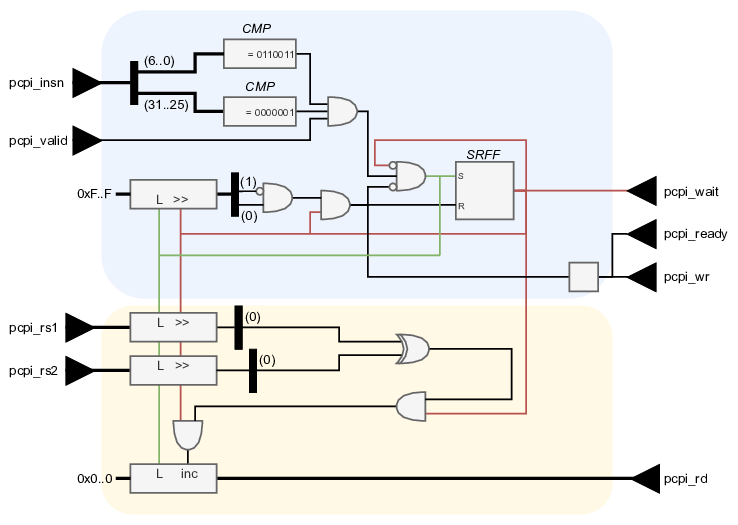 CMP
(6..0)
= 0110011
pcpi_insn
CMP
(31..25)
= 0000001
pcpi_valid
SRFF
(1)
S
0xF..F
L >>
pcpi_wait
(0)
R
pcpi_ready
pcpi_wr
pcpi_rs1
L >>
(0)
pcpi_rs2
L >>
(0)
0x0..0
L inc
pcpi_rd